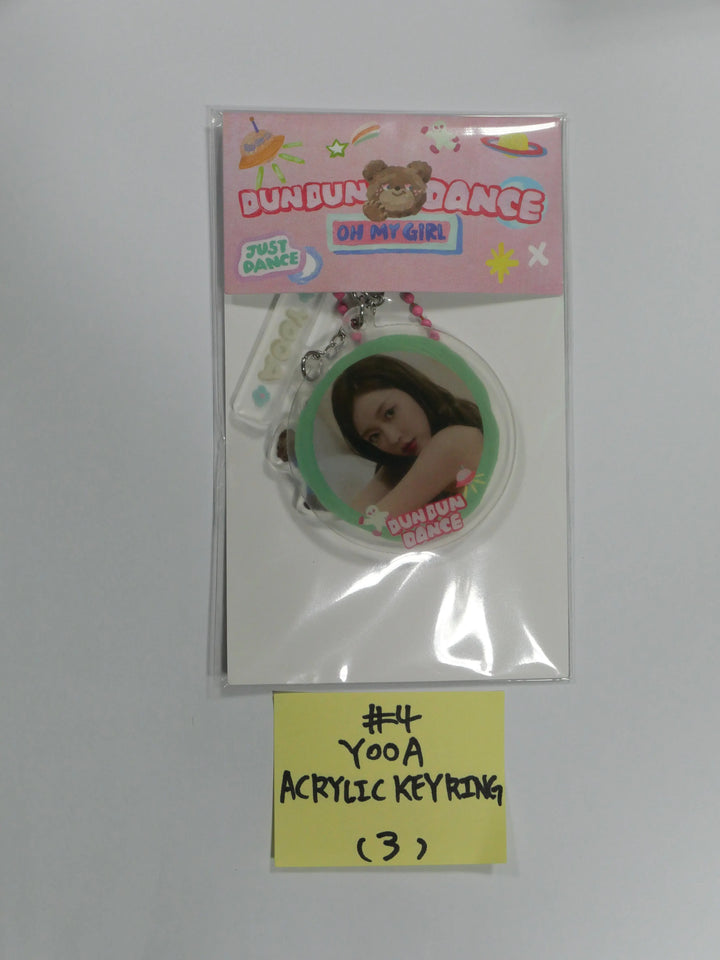 DUN DUN DANCE
OH MY GIRL
JUST
DANCE
YOOA
DUN DUN
DANCE
#4
YOOA
ACRYLIC KEYRING
(3)